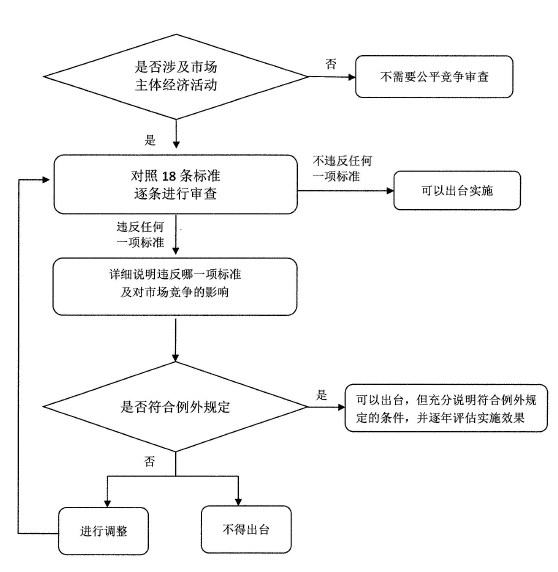 是否涉及市场
主体经济活动
否
不需要公平竞争审查
是
对照 18 条标准
逐条进行审查
不违反任何
一项标准
可以出台实施
违反任何
一项标准
详细说明违反哪一项标准
及对市场竞争的影响
是否符合例外规定
是
可以出台，但充分说明符合例外规
定的条件，并逐年评估实施效果
否
进行调整
不得出台